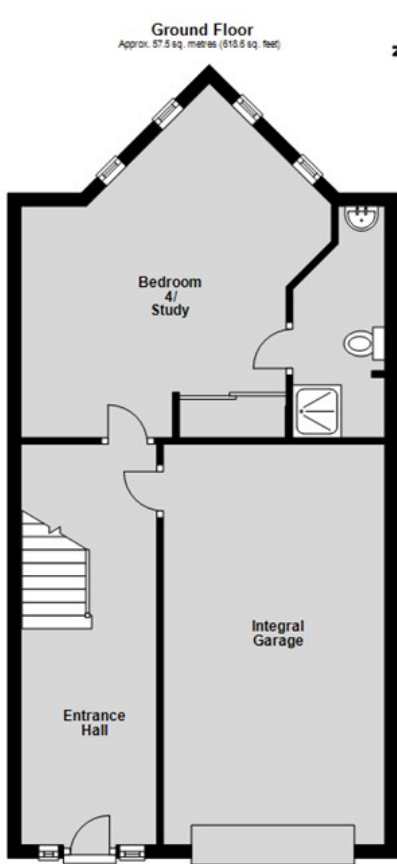 Ground Floor
Approx. 57.5 sq. metres (618.6 sq. feet)
Bedroom
4/
Study
Integral
Garage
Entrance
Hall